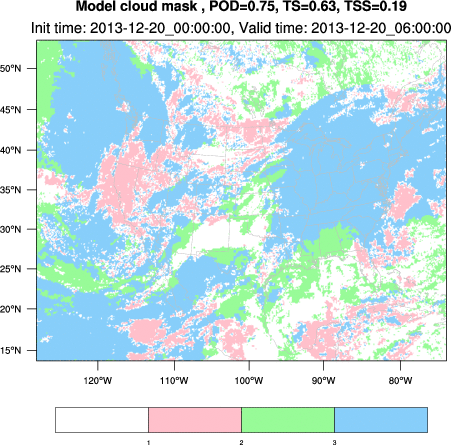 Model cloud mask , POD=0.75, TS=0.63, TSS=0.19
Init time: 2013-12-20_00:00:00, Valid time: 2013-12-20_06:00:00
50°N
45°N
40°N
35°N
30°N
25°N
20°N
15°N
120°W 110°W 100°W 90°W 80°W
1 2 3